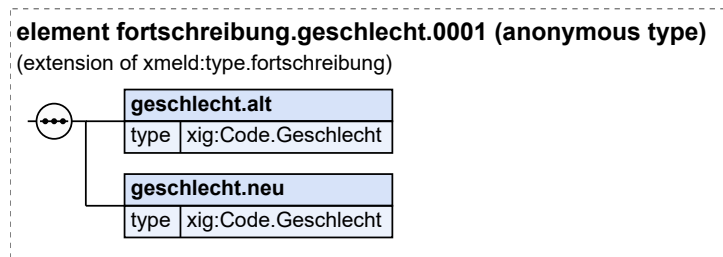 element fortschreibung.geschlecht.0001 (anonymous type)
(extension of xmeld:type.fortschreibung)
geschlecht.alt
type xig:Code.Geschlecht
geschlecht.neu
type xig:Code.Geschlecht